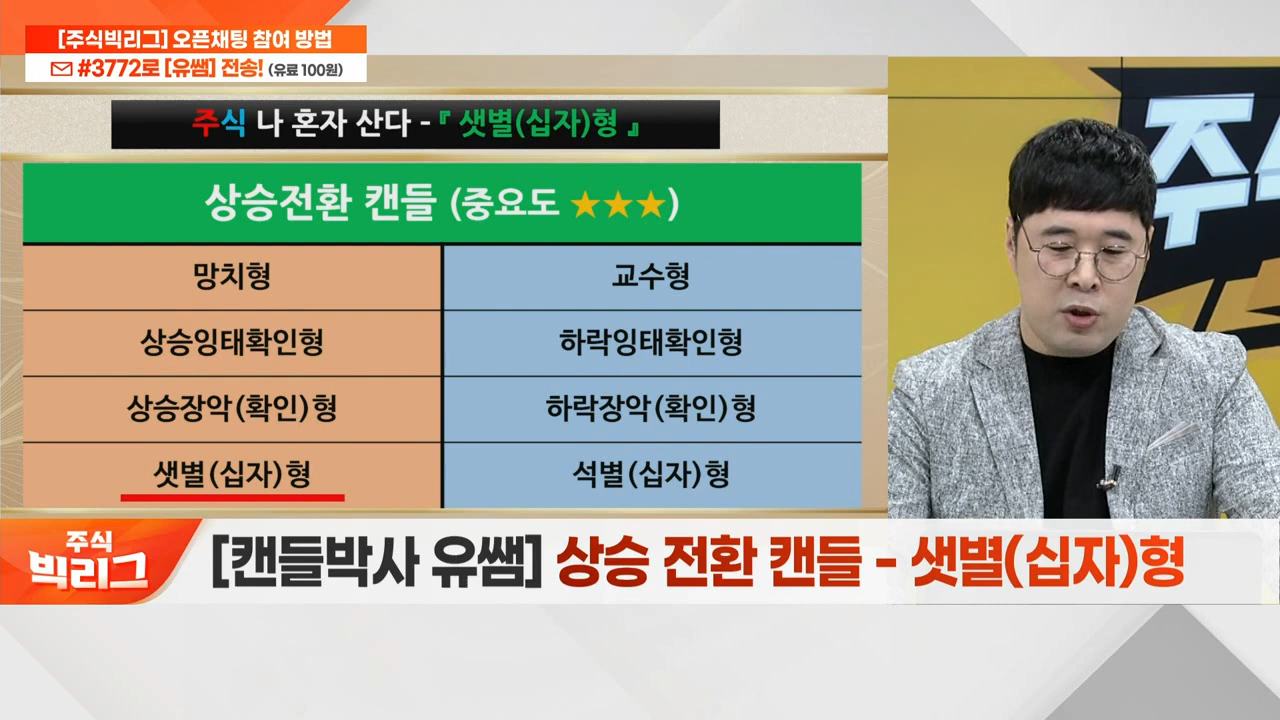 [주식빅리그] 오픈채팅 참여 방법
#3772로 [유쌤] 전송! (유료 100원)
주식 나 혼자 산다 - 『 샛별(십자)형 』
상승전환 캔들 (중요도 ★★★)
망치형 교수형
상승잉태확인형 하락잉태확인형
상승장악(확인)형 하락장악(확인)형
샛별(십자)형 석별(십자)형
주식
빅리그
[캔들박사 유쌤] 상승 전환 캔들 - 샛별(십자)형